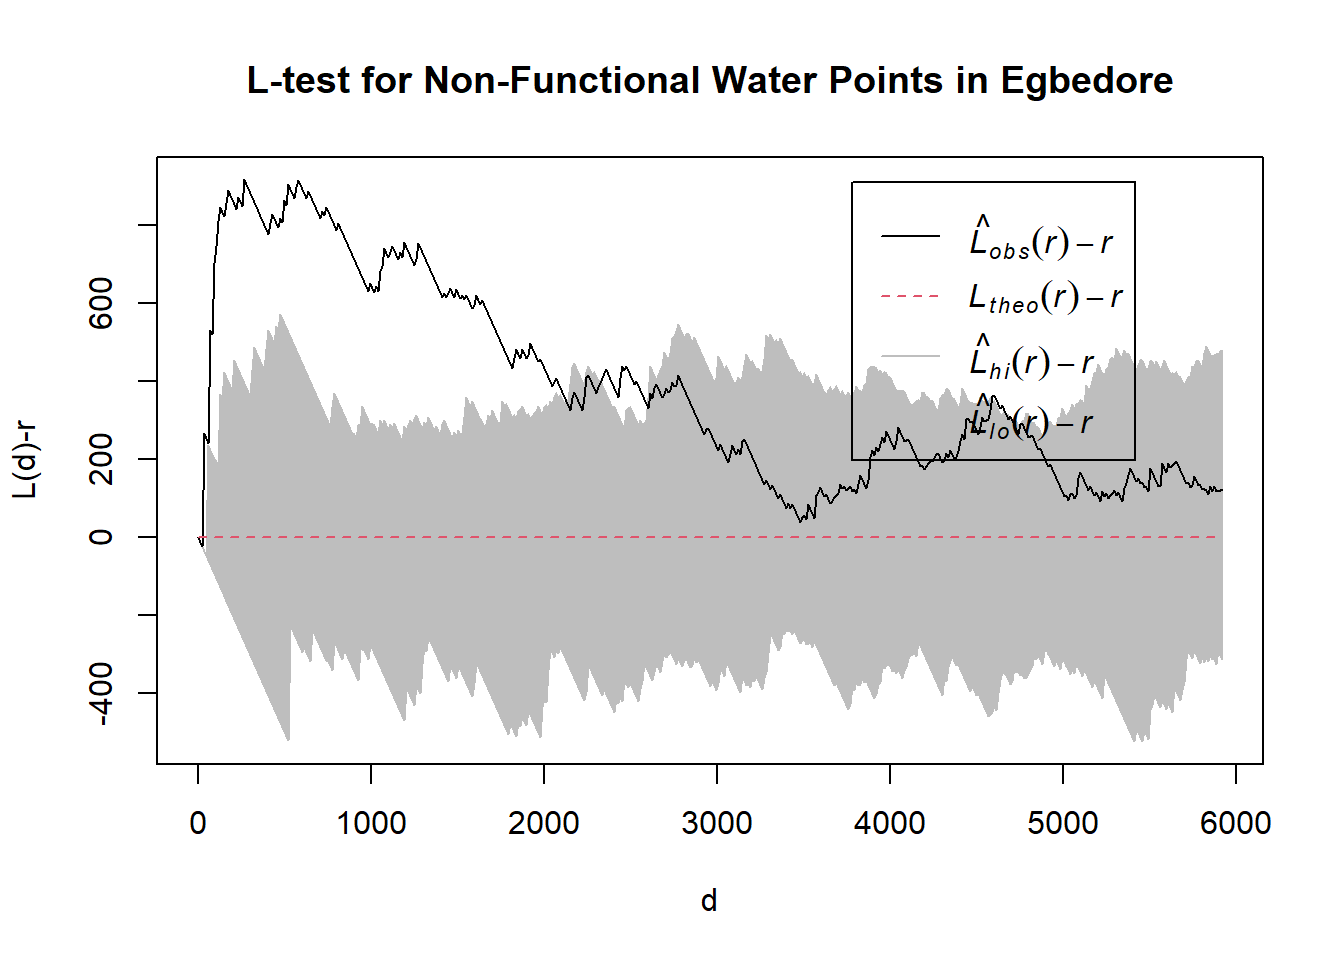 L-test for Non-Functional Water Points in Egbedore
L(d)-r
600
200
0
-400
L̂obs(r) − r
Ltheo(r) − r
L̂hi(r) − r
L̂lo(r) − r
0 1000 2000 3000 4000 5000 6000
d